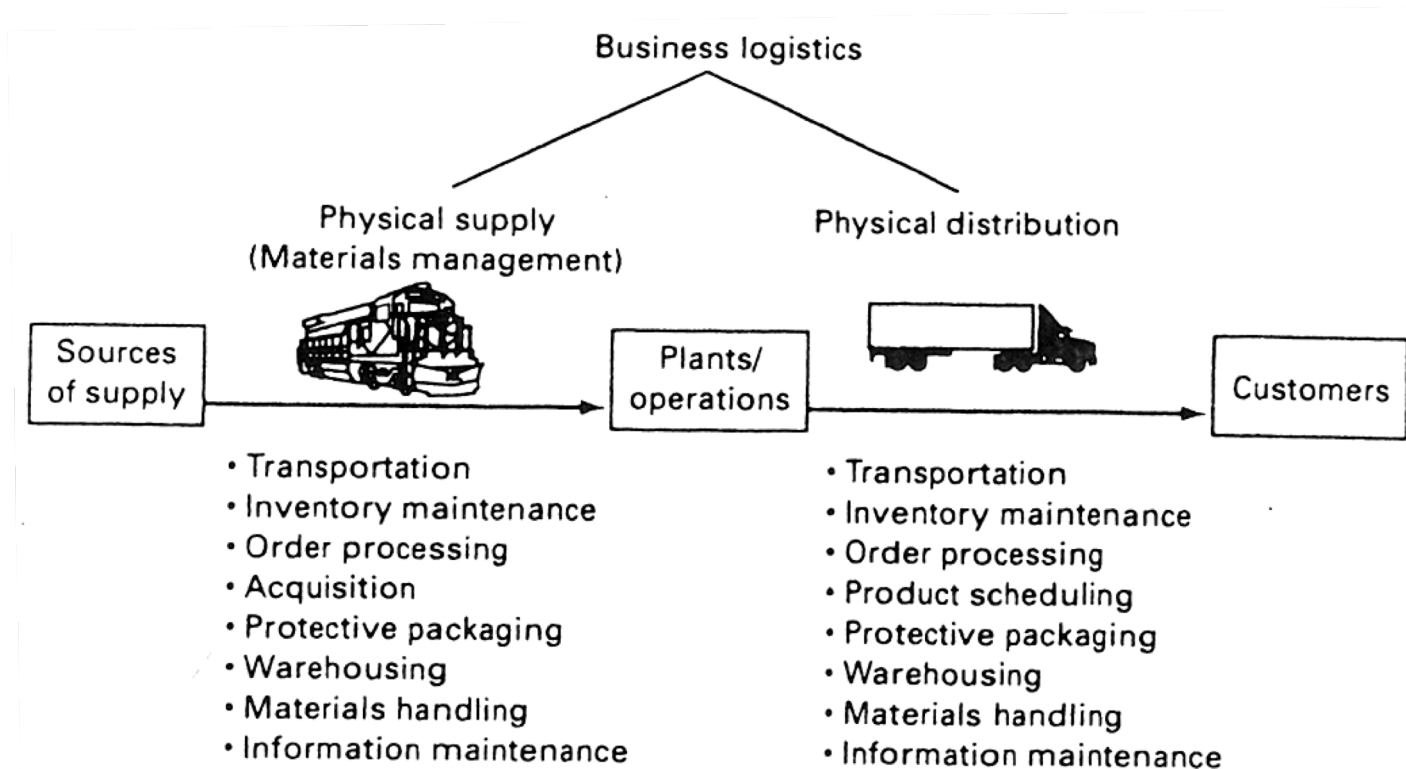 Business logistics
Physical supply
(Materials management)
Physical distribution
Sources
of supply
Plants/
operations
Customers
• Transportation
• Inventory maintenance
• Order processing
• Acquisition
• Protective packaging
• Warehousing
• Materials handling
• Information maintenance
• Transportation
• Inventory maintenance
• Order processing
• Product scheduling
• Protective packaging
• Warehousing
• Materials handling
• Information maintenance